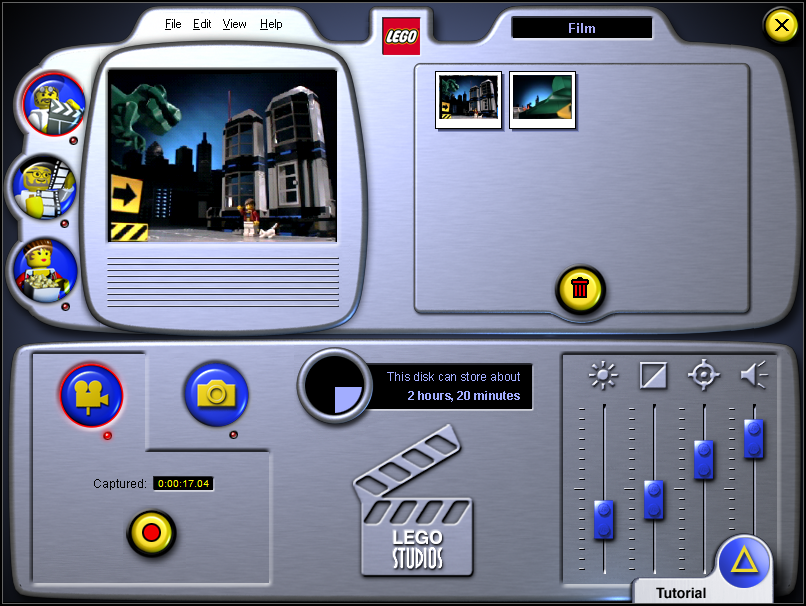 File Edit View Help
LEGO
Film
This disk can store about
2 hours, 20 minutes
Captured: 0:00:17.04
LEGO
STUDIOS
Tutorial